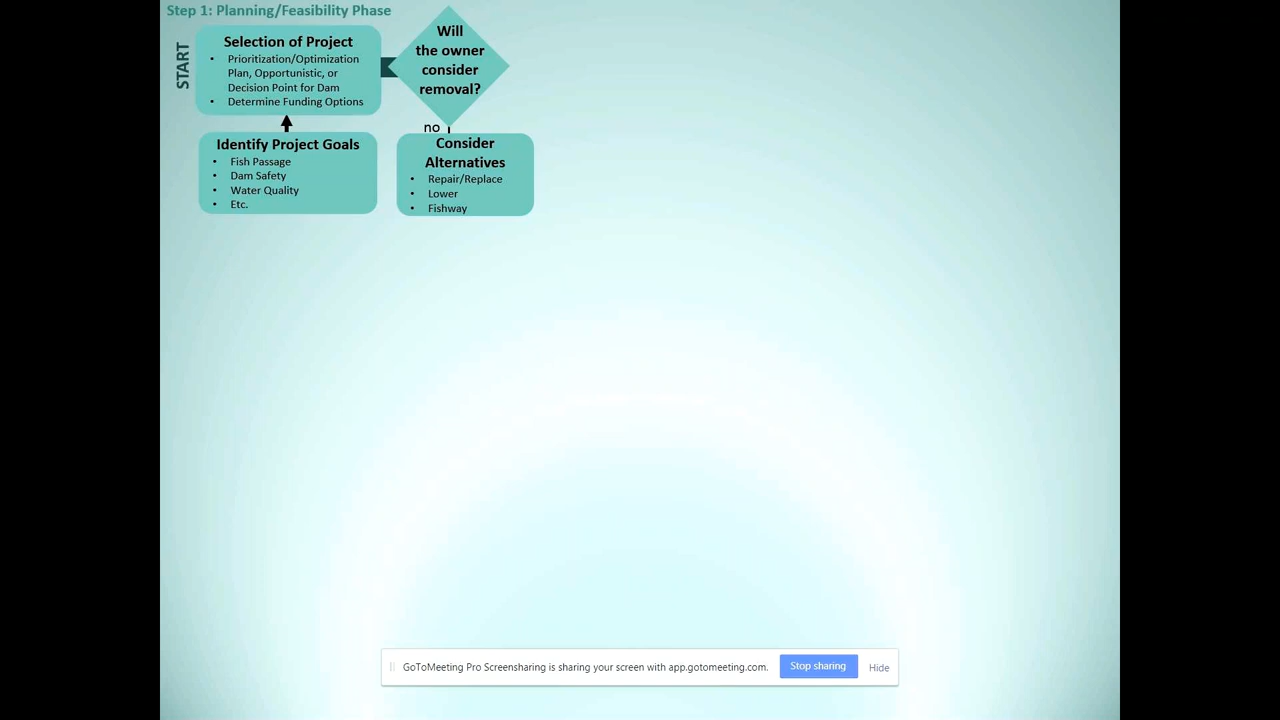 Step 1: Planning/Feasibility Phase
START
Selection of Project
• Prioritization/Optimization
Plan, Opportunistic, or
Decision Point for Dam
• Determine Funding Options
Will
the owner
consider
removal?
no
Identify Project Goals
• Fish Passage
• Dam Safety
• Water Quality
• Etc.
Consider
Alternatives
• Repair/Replace
• Lower
• Fishway
GoToMeeting Pro Screensharing is sharing your screen with app.gotomeeting.com.
Stop sharing
Hide